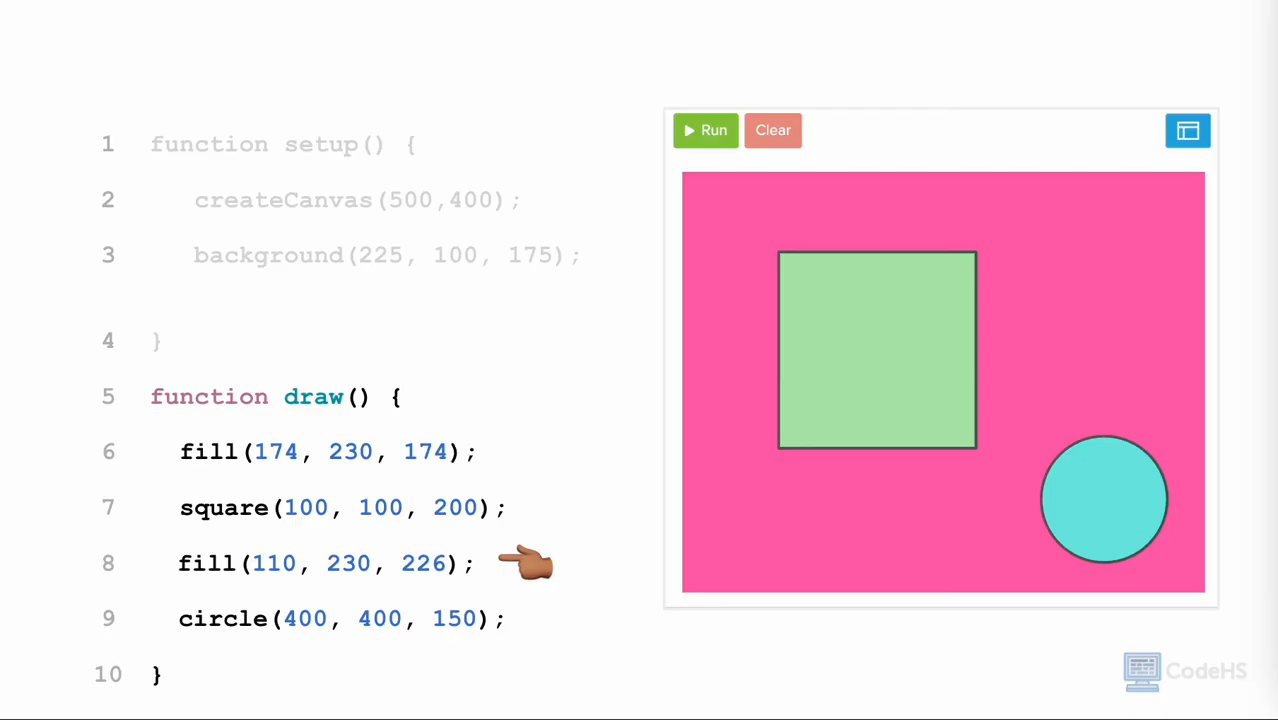 1 function setup() {
2 createCanvas(500,400);
3 background(225, 100, 175);
4 }
5 function draw() {
6 fill(174, 230, 174);
7 square(100, 100, 200);
8 fill(110, 230, 226);
9 circle(400, 400, 150);
10 }
Run Clear
CodeHS